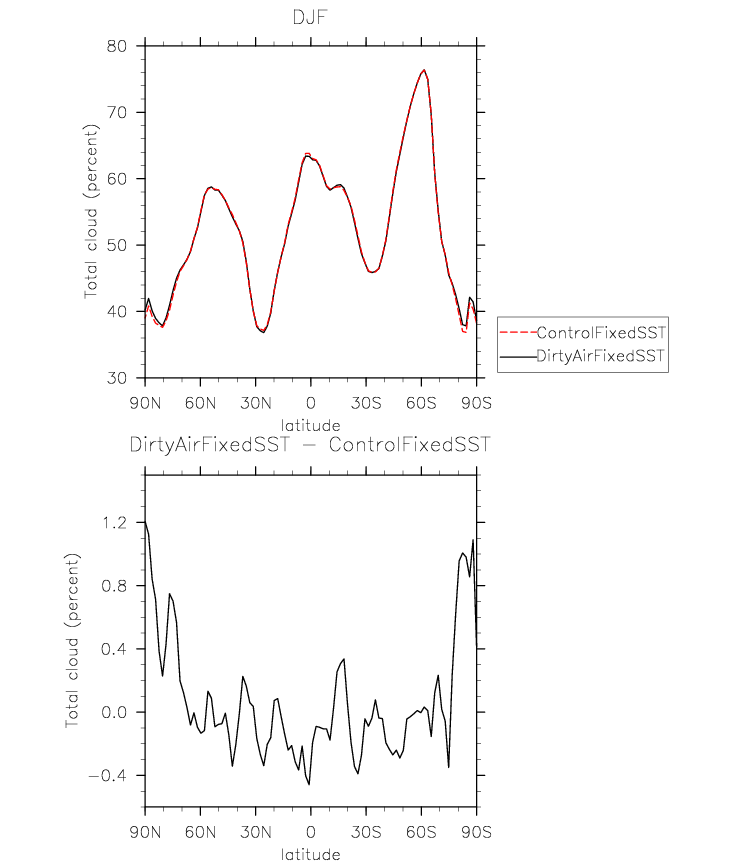 DJF
80
70
60
50
40
30
Total cloud (percent)
90N 60N 30N 0 30S 60S 90S
latitude
ControlFixedSST
DirtyAirFixedSST
DirtyAirFixedSST − ControlFixedSST
1.2
0.8
0.4
0.0
−0.4
Total cloud (percent)
90N 60N 30N 0 30S 60S 90S
latitude